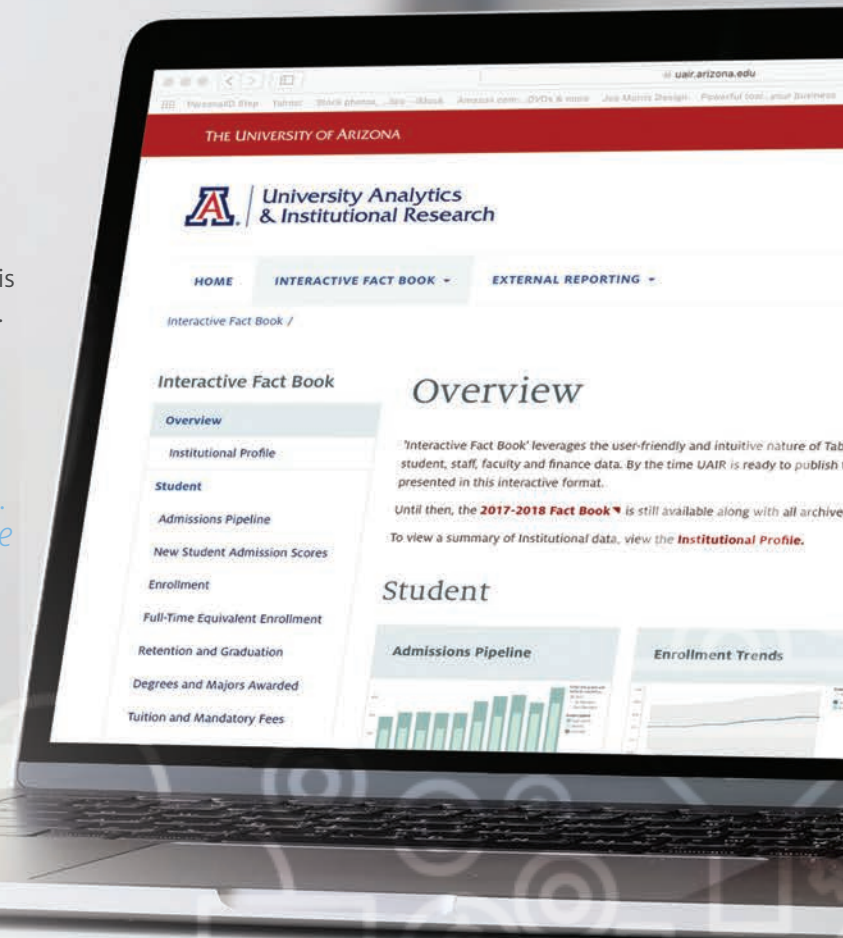 uair.arizona.edu
THE UNIVERSITY OF ARIZONA
A
University Analytics
& Institutional Research
HOME INTERACTIVE FACT BOOK EXTERNAL REPORTING
Interactive Fact Book /
is
.
.
e
Interactive Fact Book
Overview
Institutional Profile
Student
Admissions Pipeline
New Student Admission Scores
Enrollment
Full-Time Equivalent Enrollment
Retention and Graduation
Degrees and Majors Awarded
Tuition and Mandatory Fees
Overview
'Interactive Fact Book' leverages the user-friendly and intuitive nature of Tab
student, staff, faculty and finance data. By the time UAIR is ready to publish
presented in this interactive format.
Until then, the 2017-2018 Fact Book is still available along with all archive
To view a summary of Institutional data, view the Institutional Profile.
Student
Admissions Pipeline
Enrollment Trends